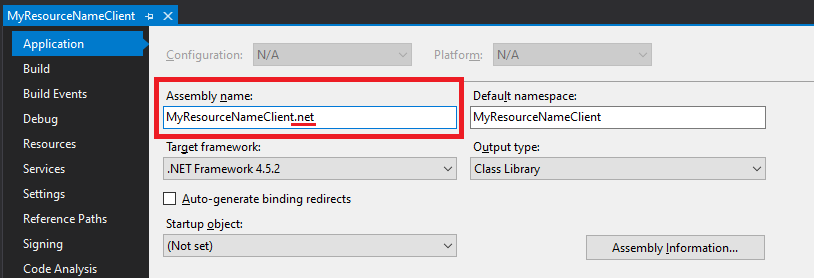 MyResourceNameClient
Application
Build
Build Events
Debug
Resources
Services
Settings
Reference Paths
Signing
Code Analysis
Configuration: N/A Platform: N/A
Assembly name: Default namespace:
MyResourceNameClient.net MyResourceNameClient
Target framework: Output type:
.NET Framework 4.5.2 Class Library
Auto-generate binding redirects
Startup object:
(Not set) Assembly Information...